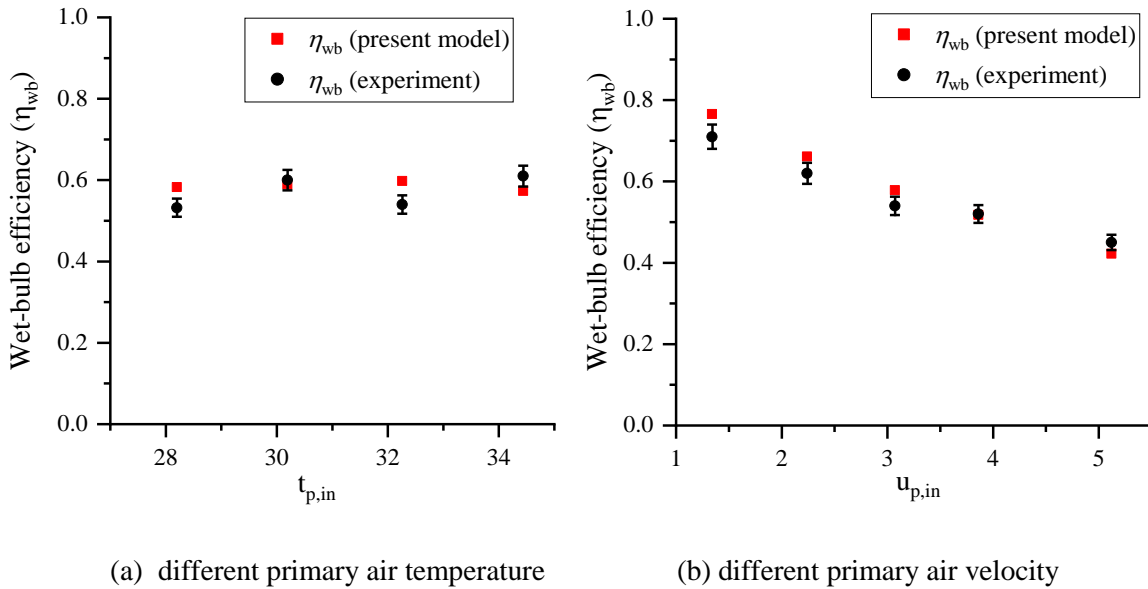 1.0
0.8
0.6
0.4
0.2
0.0
Wet-bulb efficiency (η_wb)
η_wb (present model)
η_wb (experiment)
28 30 32 34
t_p,in
(a) different primary air temperature
1.0
0.8
0.6
0.4
0.2
0.0
Wet-bulb efficiency (η_wb)
η_wb (present model)
η_wb (experiment)
1 2 3 4 5
u_p,in
(b) different primary air velocity